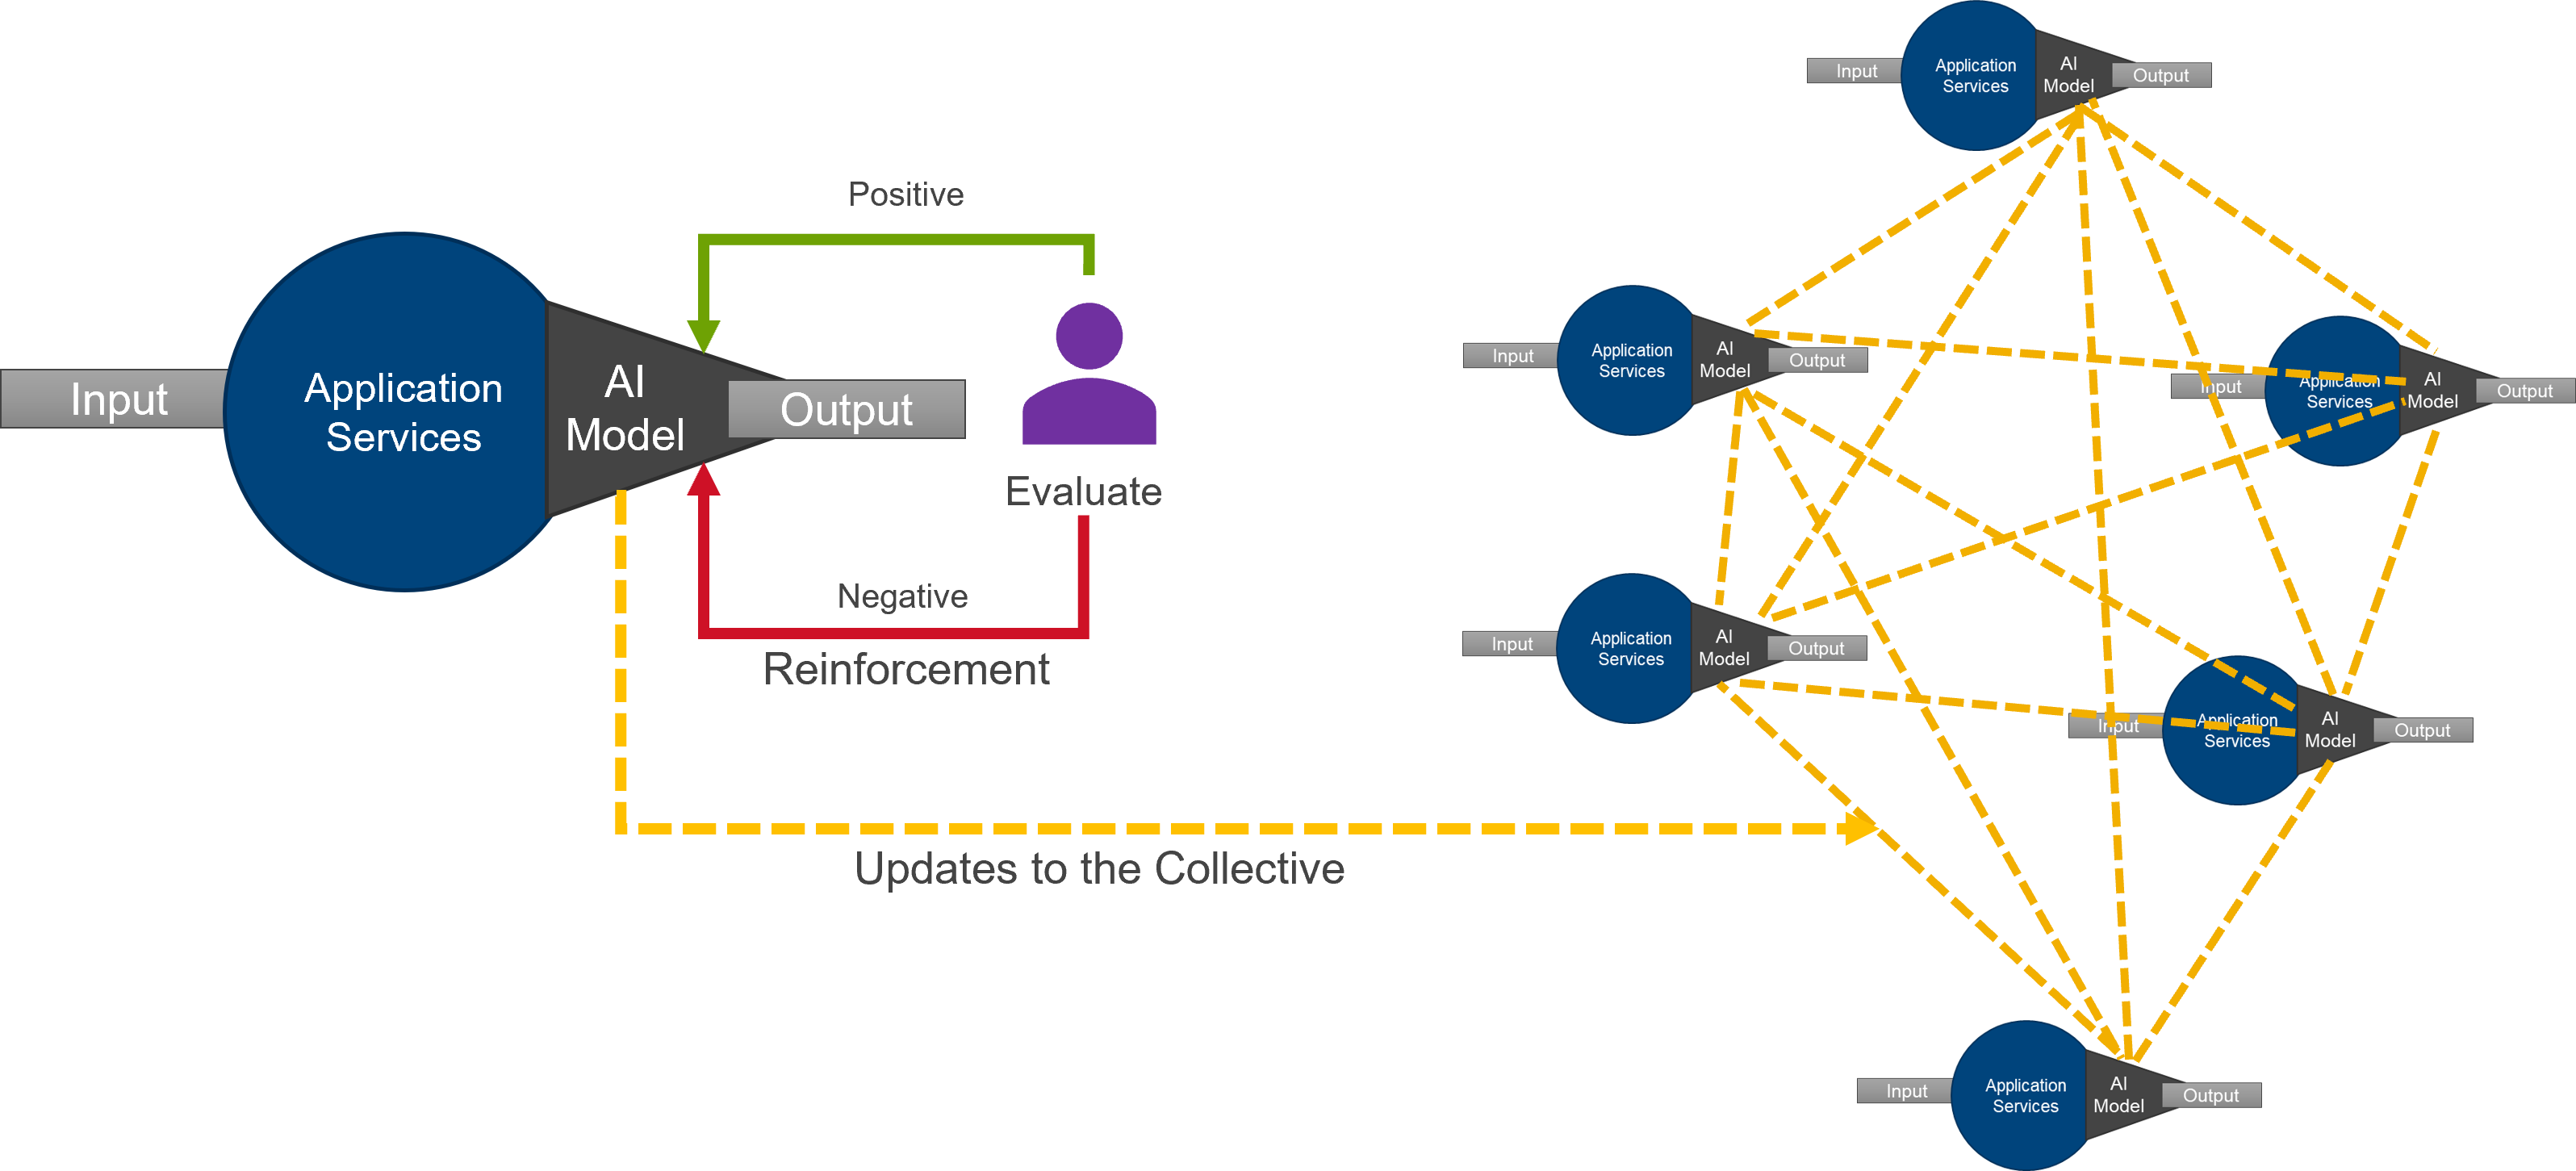 Input
Application
Services
AI
Model
Output
Positive
Evaluate
Negative
Reinforcement
Updates to the Collective
Input
Application
Services
AI
Model
Output
Input
Application
Services
AI
Model
Output
Input
Application
Services
AI
Model
Output
Input
Application
Services
AI
Model
Output
Input
Application
Services
AI
Model
Output
Input
Application
Services
AI
Model
Output